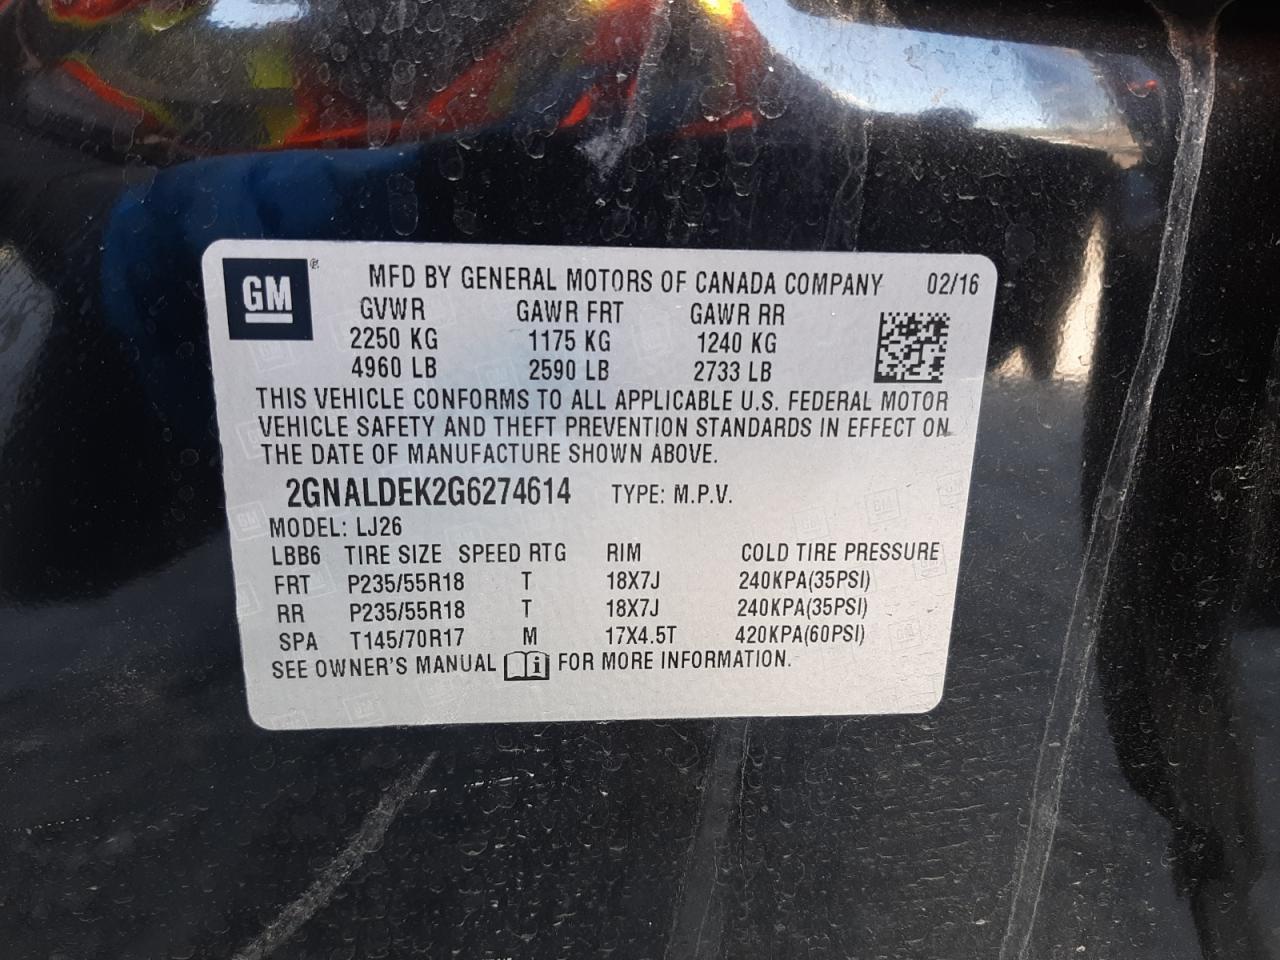 GM®
MFD BY GENERAL MOTORS OF CANADA COMPANY 02/16
GVWR GAWR FRT GAWR RR
2250 KG 1175 KG 1240 KG
4960 LB 2590 LB 2733 LB
THIS VEHICLE CONFORMS TO ALL APPLICABLE U.S. FEDERAL MOTOR
VEHICLE SAFETY AND THEFT PREVENTION STANDARDS IN EFFECT ON
THE DATE OF MANUFACTURE SHOWN ABOVE.
2GNALDEK2G6274614 TYPE: M.P.V.
MODEL: LJ26
LBB6 TIRE SIZE SPEED RTG RIM COLD TIRE PRESSURE
FRT P235/55R18 T 18X7J 240KPA(35PSI)
RR P235/55R18 T 18X7J 240KPA(35PSI)
SPA T145/70R17 M 17X4.5T 420KPA(60PSI)
SEE OWNER'S MANUAL i FOR MORE INFORMATION.